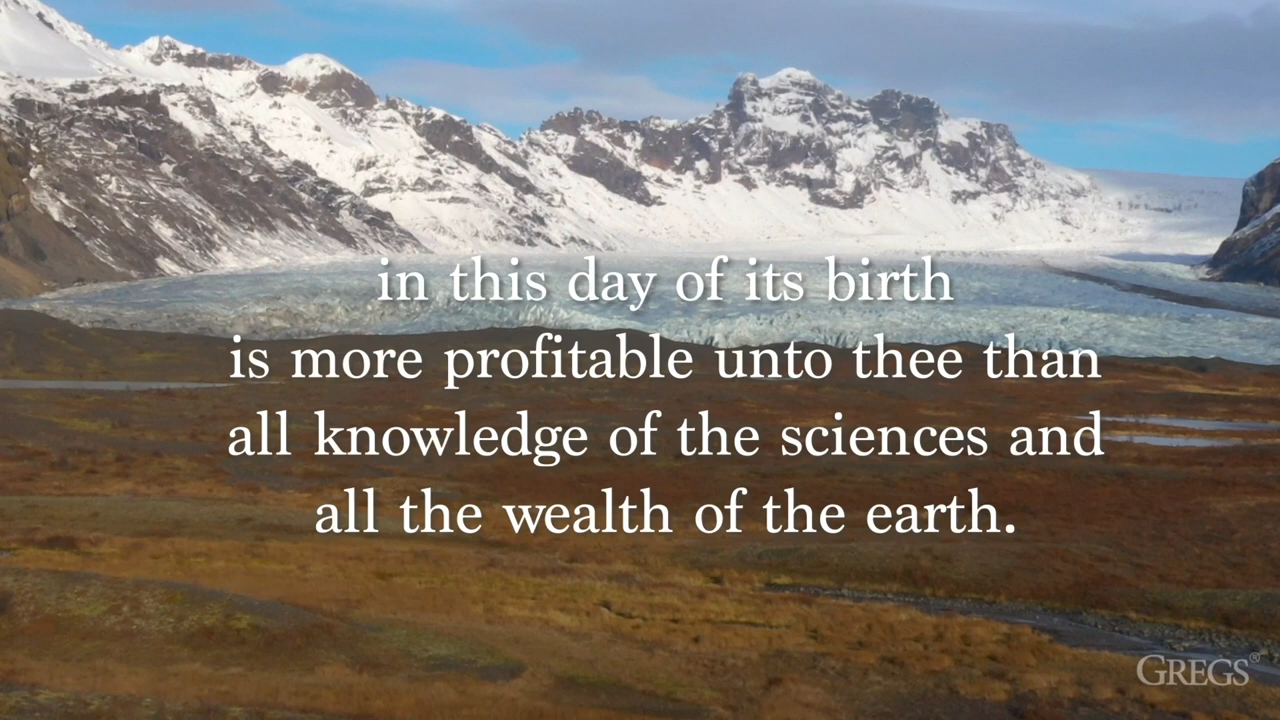 in this day of its birth
is more profitable unto thee than
all knowledge of the sciences and
all the wealth of the earth.
GREGS®